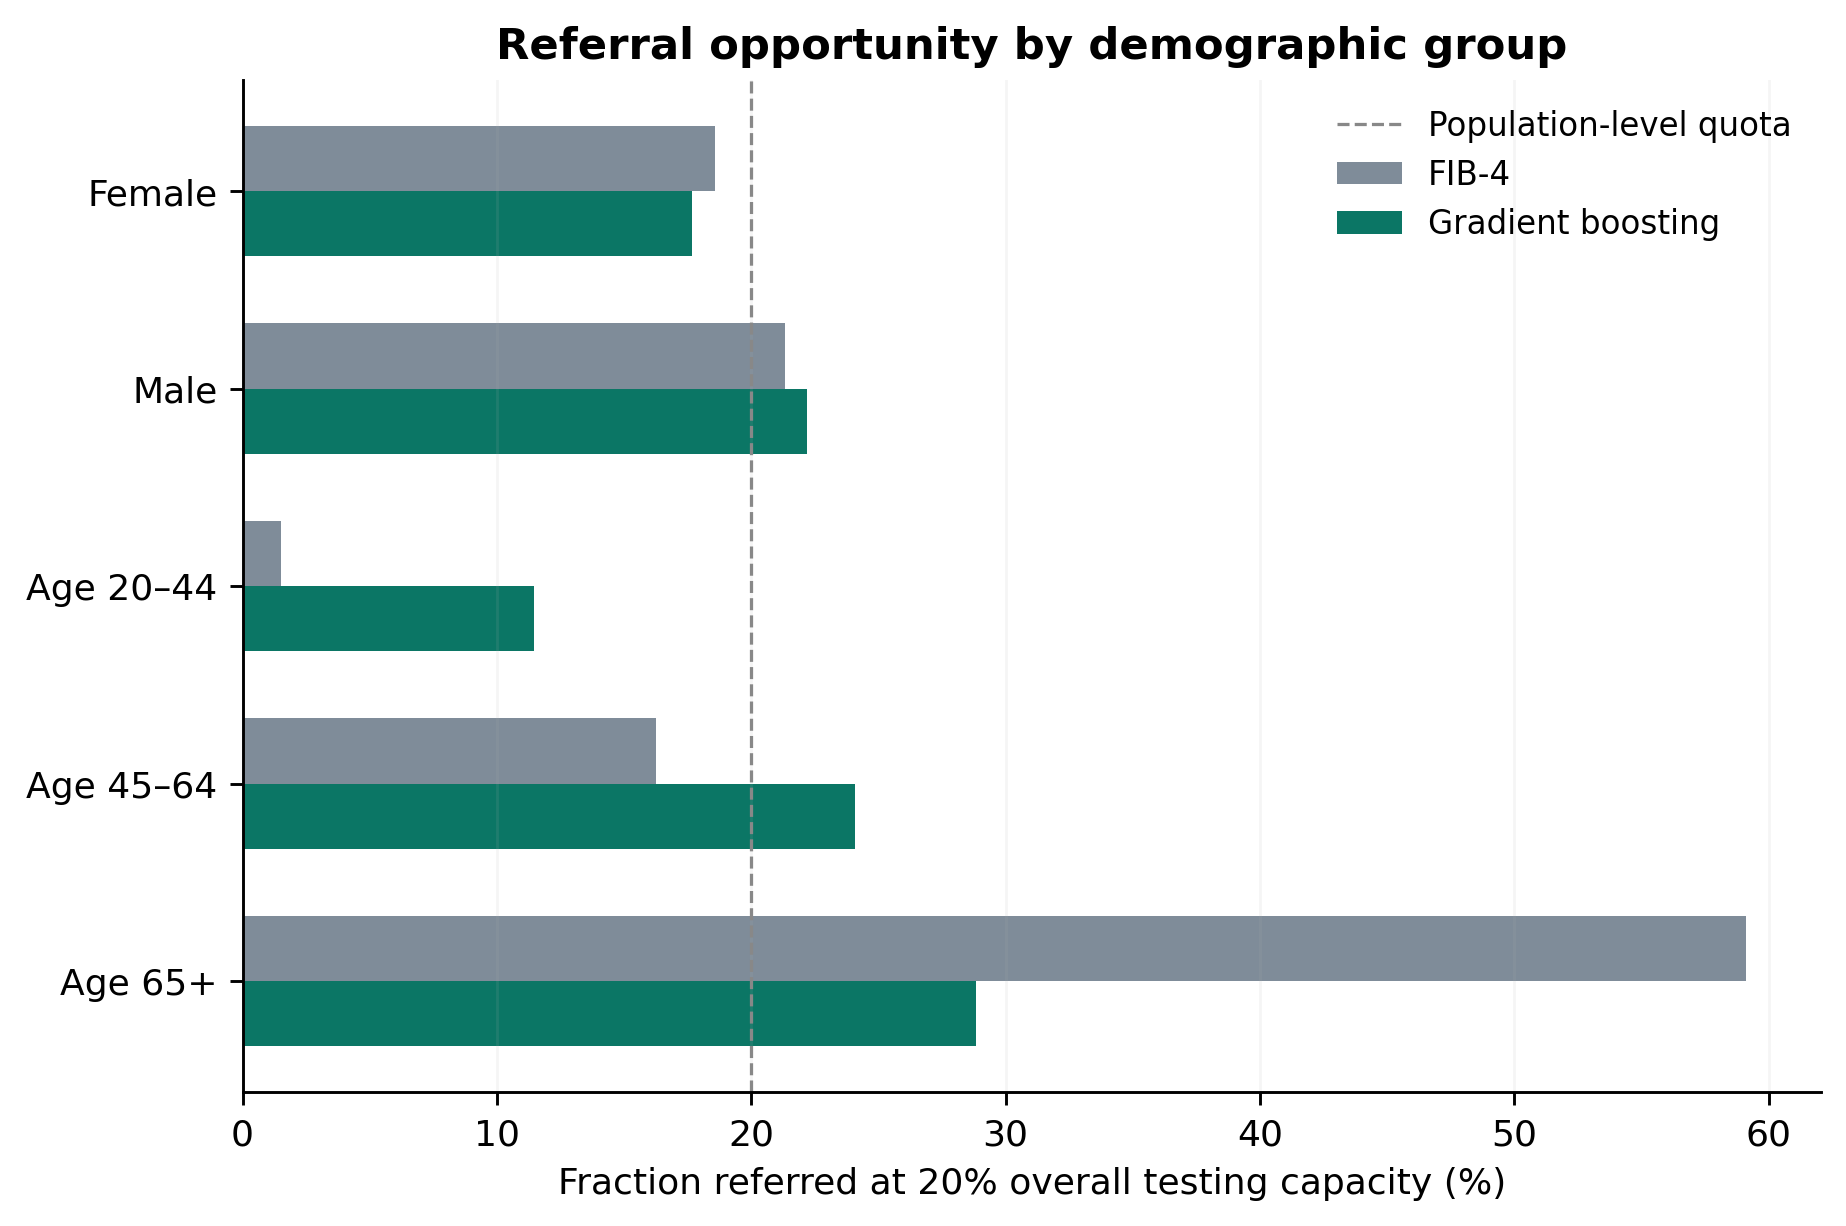 Referral opportunity by demographic group
Population-level quota
FIB-4
Gradient boosting
Female
Male
Age 20–44
Age 45–64
Age 65+
0 10 20 30 40 50 60
Fraction referred at 20% overall testing capacity (%)